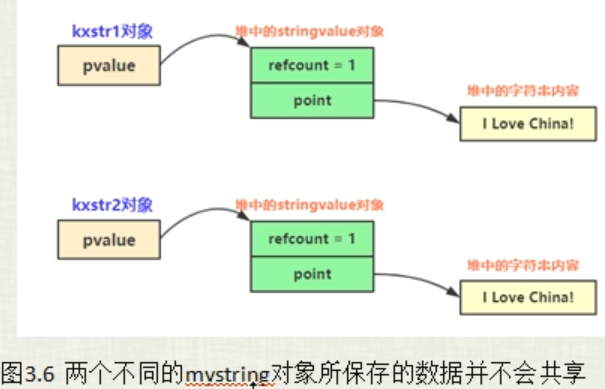 kxstr1对象
堆中的stringvalue对象
pvalue
refcount = 1
point
堆中的字符串内容
I Love China!
kxstr2对象
堆中的stringvalue对象
pvalue
refcount = 1
point
堆中的字符串内容
I Love China!
图3.6 两个不同的mystring对象所保存的数据并不会共享